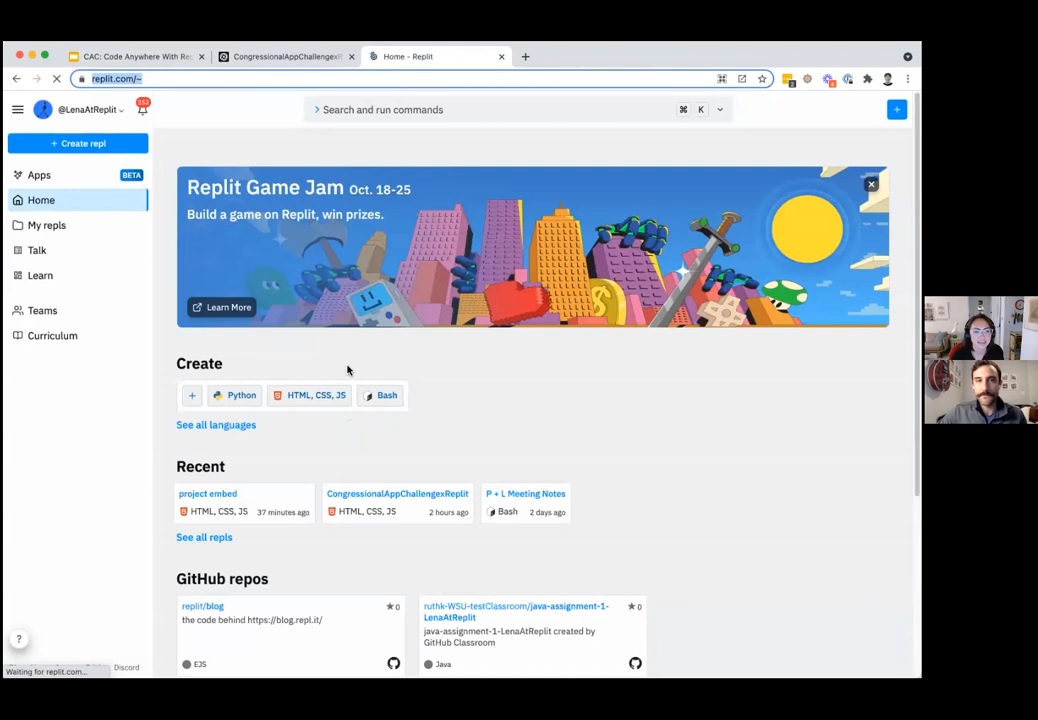 CAC: Code Anywhere With Re
CongressionalAppChallengexR
Home - Replit
replit.com/~
2
4
@LenaAtReplit
152
Search and run commands
⌘ K
+ Create repl
Apps
BETA
Home
My repls
Talk
Learn
Teams
Curriculum
Replit Game Jam Oct. 18-25
Build a game on Replit, win prizes.
Learn More
Create
+ Python HTML, CSS, JS Bash
See all languages
Recent
project embed
HTML, CSS, JS 37 minutes ago
CongressionalAppChallengexReplit
HTML, CSS, JS 2 hours ago
P + L Meeting Notes
Bash 2 days ago
See all repls
GitHub repos
replit/blog
0
the code behind https://blog.repl.it/
EJS
ruthk-WSU-testClassroom/java-assignment-1-
LenaAtReplit
0
java-assignment-1-LenaAtReplit created by
GitHub Classroom
Java
?
Discord
Waiting for replit.com...